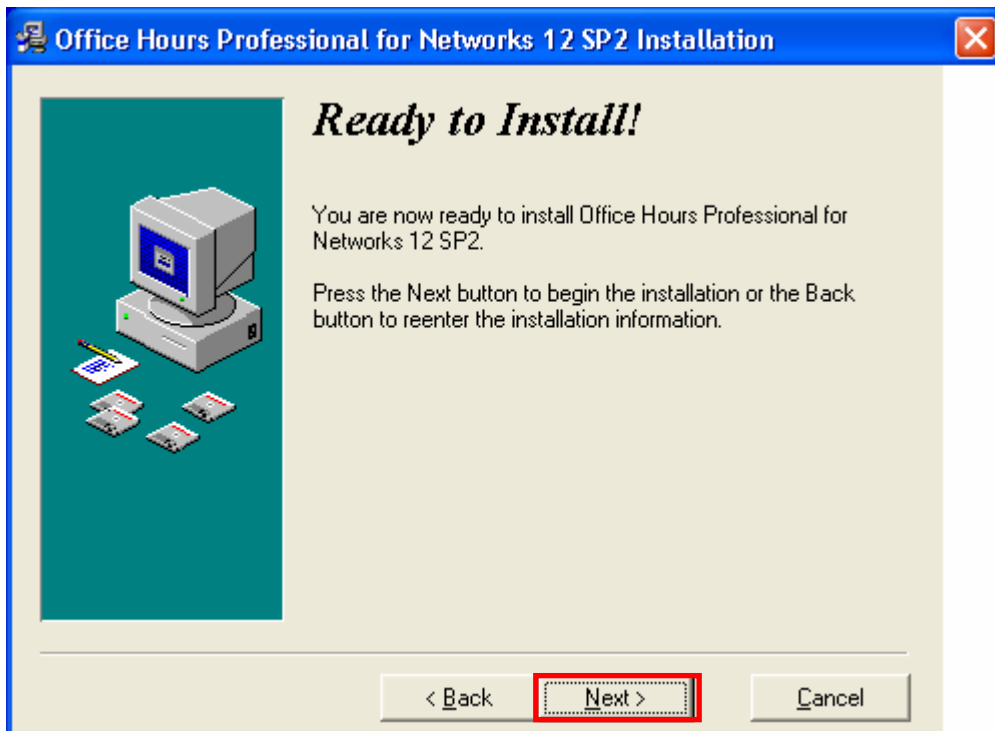 Office Hours Professional for Networks 12 SP2 Installation
Ready to Install!
You are now ready to install Office Hours Professional for
Networks 12 SP2.
Press the Next button to begin the installation or the Back
button to reenter the installation information.
< Back
Next >
Cancel